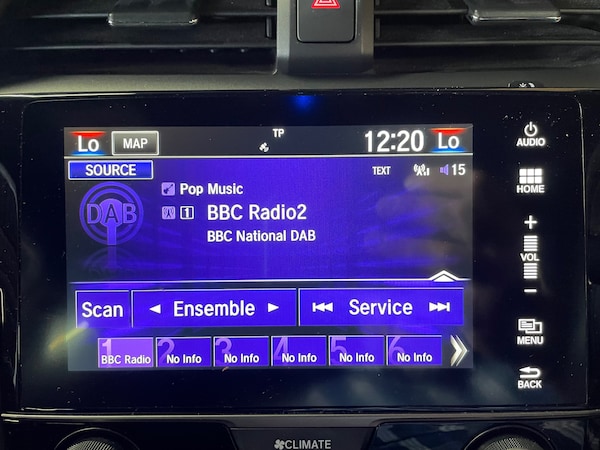 TP
Lo MAP 12:20 Lo
AUDIO
SOURCE TEXT 15
DAB
Pop Music
HOME
1 BBC Radio2
BBC National DAB
+
VOL
-
Scan Ensemble Service
MENU
1 2 3 4 5 6
BBC Radio No Info No Info No Info No Info No Info
BACK
CLIMATE